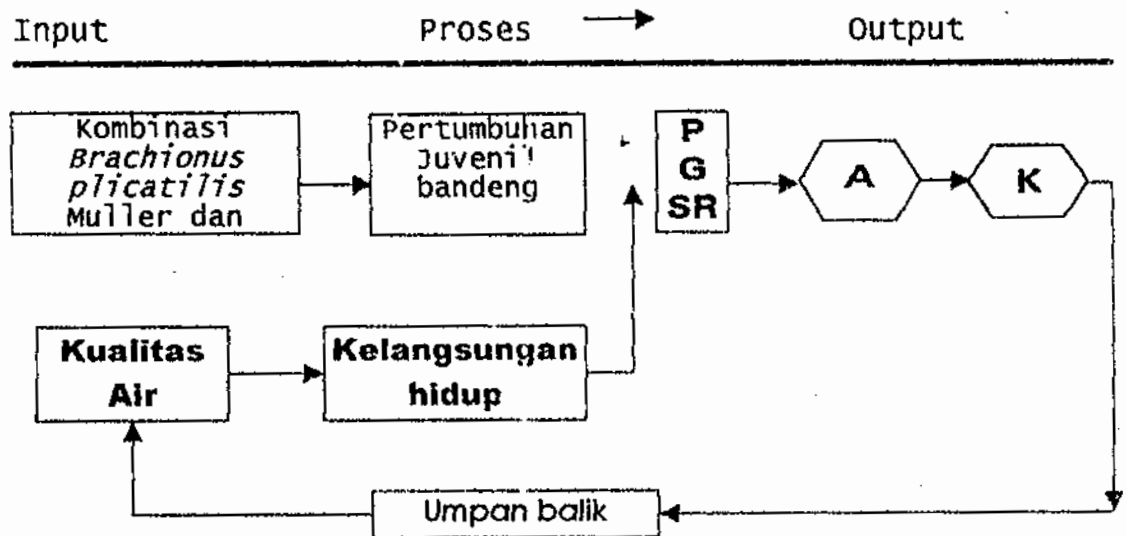 Input Proses Output
Kombinasi
Brachionus
plicatilis
Muller dan
Pertumbuhan
Juvenil
bandeng
P
G
SR
A
K
Kualitas
Air
Kelangsungan
hidup
Umpan balik